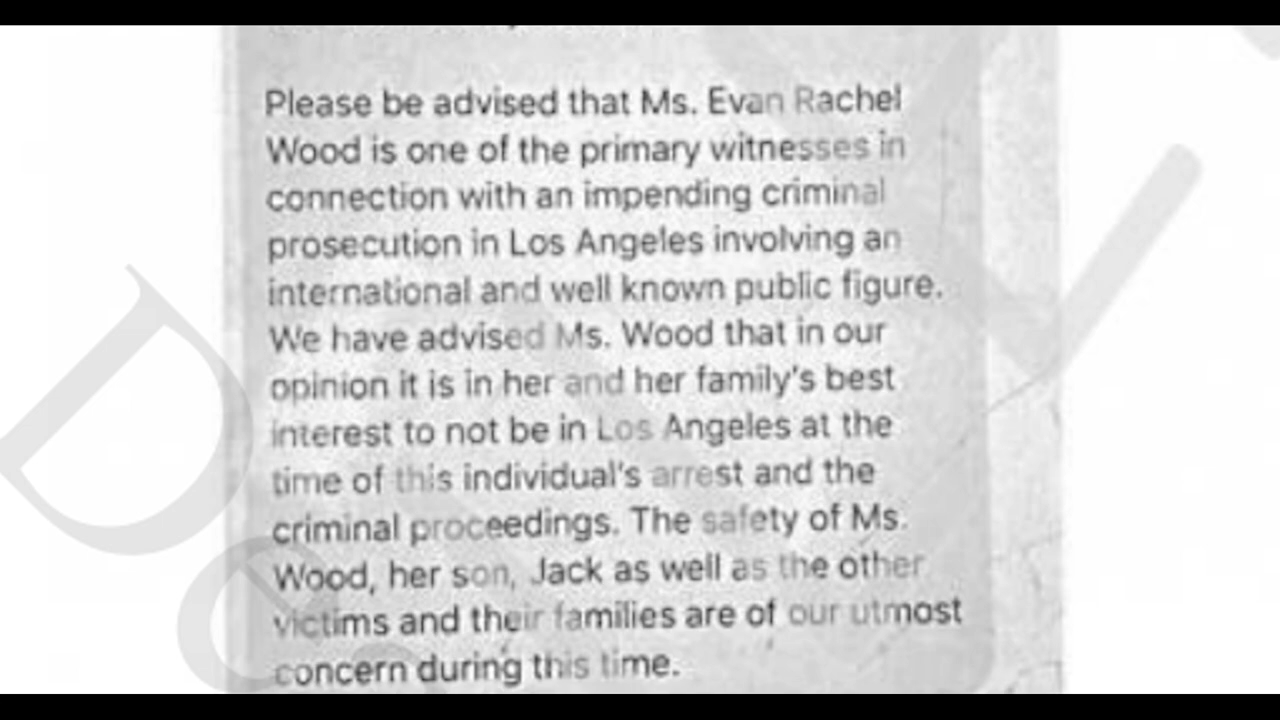 Please be advised that Ms. Evan Rachel
Wood is one of the primary witnesses in
connection with an impending criminal
prosecution in Los Angeles involving an
international and well known public figure.
We have advised Ms. Wood that in our
opinion it is in her and her family's best
interest to not be in Los Angeles at the
time of this individual's arrest and the
criminal proceedings. The safety of Ms.
Wood, her son, Jack as well as the other
victims and their families are of our utmost
concern during this time.